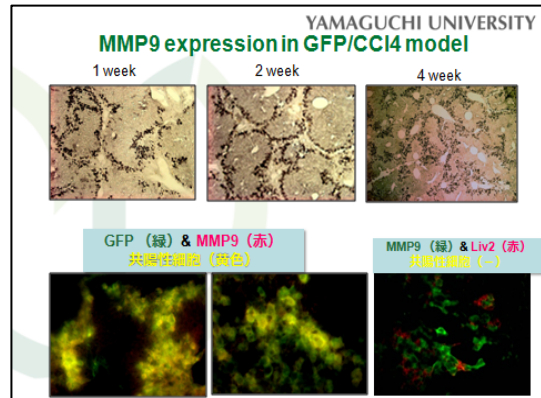 YAMAGUCHI UNIVERSITY
MMP9 expression in GFP/CCl4 model
1 week
2 week
4 week
GFP （緑）& MMP9（赤）
共陽性細胞（黄色）
MMP9（緑）& Liv2（赤）
共陽性細胞（－）